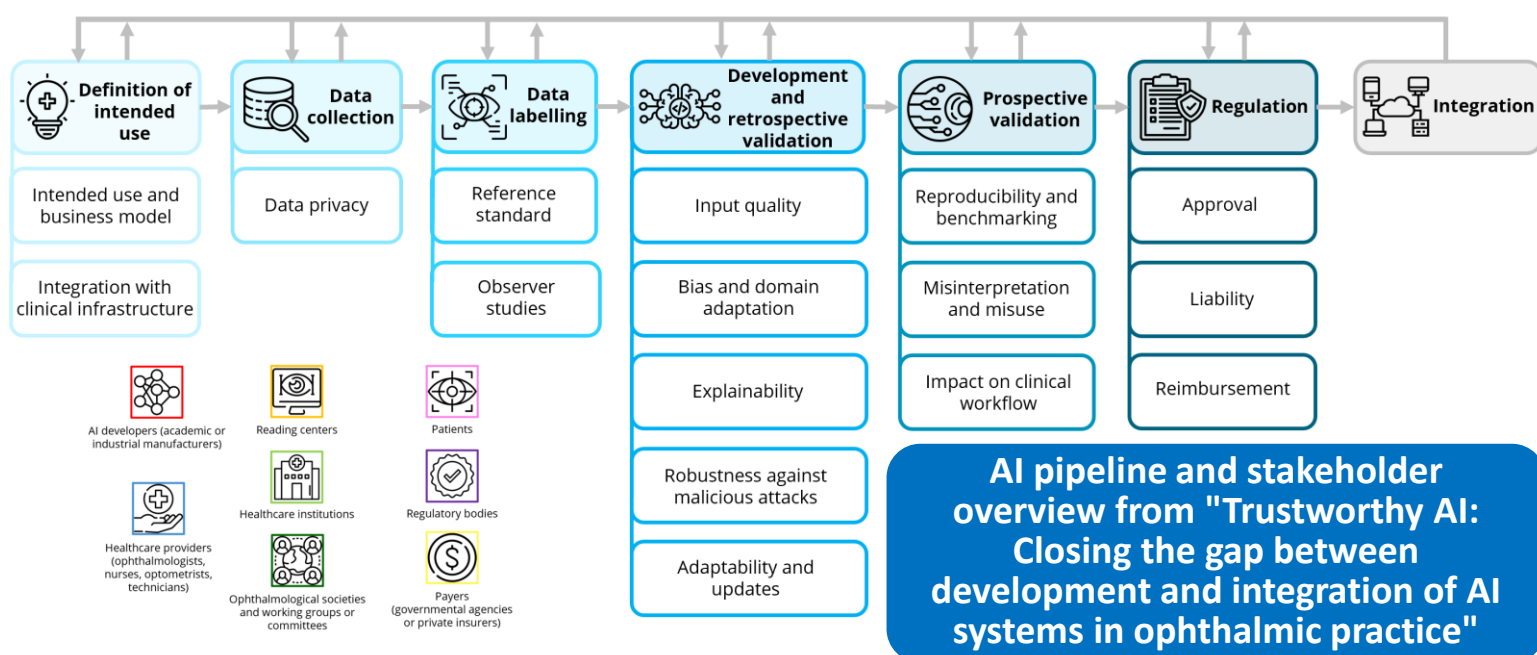 Definition of
intended
use
Data
collection
Data
labelling
Development
and
retrospective
validation
Prospective
validation
Regulation
Integration
Intended use and
business model
Integration with
clinical infrastructure
Data privacy
Reference
standard
Observer
studies
Input quality
Bias and domain
adaptation
Explainability
Robustness against
malicious attacks
Adaptability and
updates
Reproducibility and
benchmarking
Misinterpretation
and misuse
Impact on clinical
workflow
Approval
Liability
Reimbursement
AI developers (academic or
industrial manufacturers)
Reading centers
Patients
Healthcare providers
(ophthalmologists,
nurses, optometrists,
technicians)
Healthcare institutions
Regulatory bodies
Ophthalmological societies
and working groups or
committees
Payers
(governmental agencies
or private insurers)
AI pipeline and stakeholder
overview from "Trustworthy AI:
Closing the gap between
development and integration of AI
systems in ophthalmic practice"